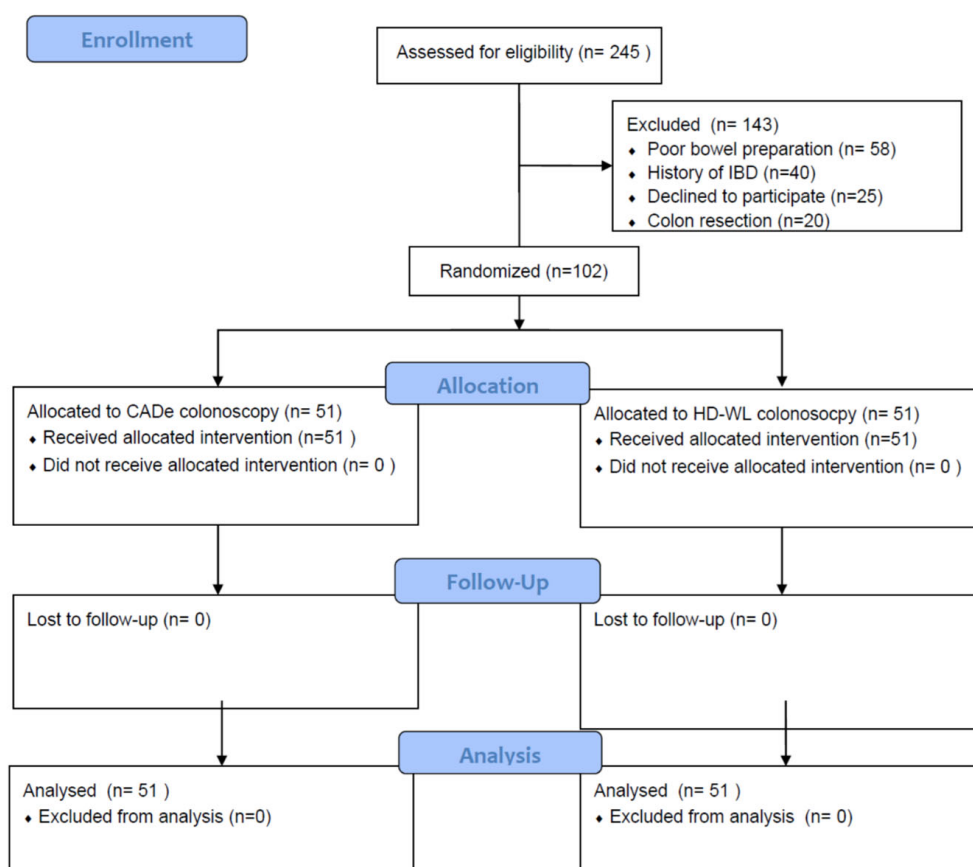 Enrollment
Assessed for eligibility (n= 245 )
Excluded (n= 143)
⬧ Poor bowel preparation (n= 58)
⬧ History of IBD (n=40)
⬧ Declined to participate (n=25)
⬧ Colon resection (n=20)
Randomized (n=102)
Allocation
Allocated to CADe colonoscopy (n= 51)
⬧ Received allocated intervention (n=51 )
⬧ Did not receive allocated intervention (n= 0 )
Allocated to HD-WL colonosocpy (n= 51)
⬧ Received allocated intervention (n=51)
⬧ Did not receive allocated intervention (n= 0 )
Follow-Up
Lost to follow-up (n= 0)
Lost to follow-up (n= 0)
Analysis
Analysed (n= 51 )
⬧ Excluded from analysis (n=0)
Analysed (n= 51 )
⬧ Excluded from analysis (n= 0)